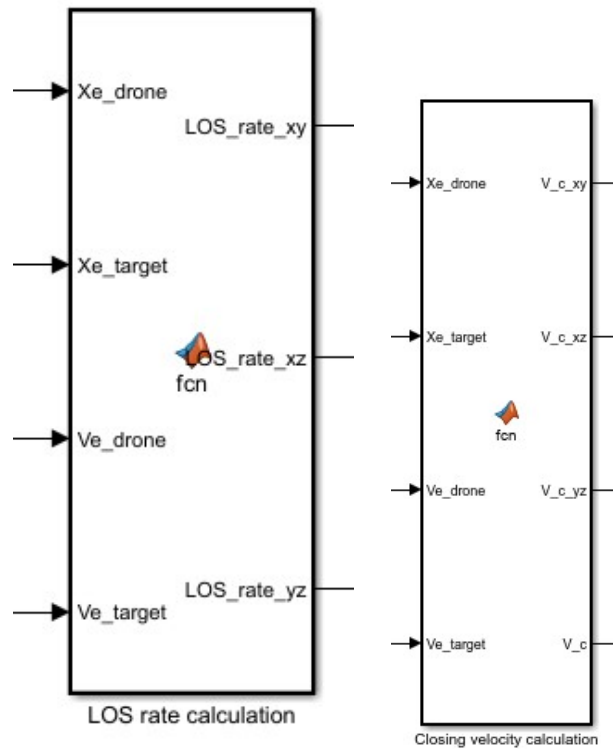 Xe_drone
LOS_rate_xy
Xe_target
LOS_rate_xz
fcn
Ve_drone
LOS_rate_yz
Ve_target
LOS rate calculation
Xe_drone
V_c_xy
Xe_target
V_c_xz
fcn
Ve_drone
V_c_yz
Ve_target
V_c
Closing velocity calculation